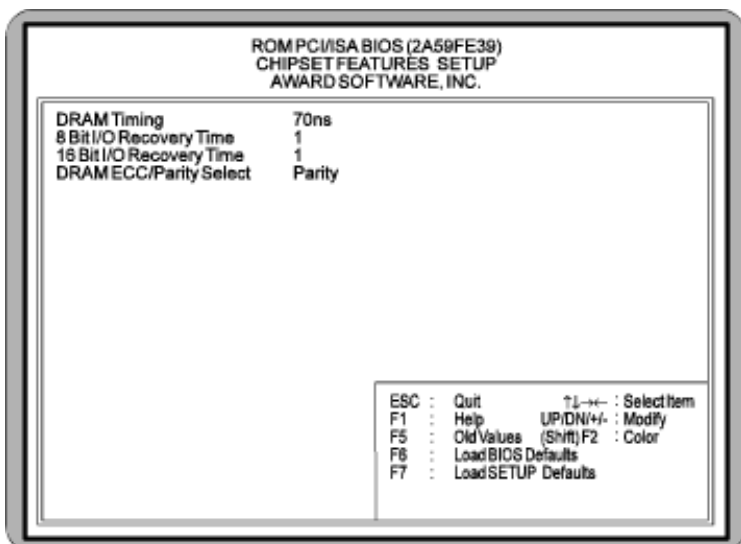 ROM PCI/ISA BIOS (2A59FE39)
CHIPSET FEATURES SETUP
AWARD SOFTWARE, INC.
DRAM Timing 70ns
8 Bit I/O Recovery Time 1
16 Bit I/O Recovery Time 1
DRAM ECC/Parity Select Parity
ESC : Quit ↑↓→← : Select Item
F1 : Help UP/DN/+/- : Modify
F5 : Old Values (Shift) F2 : Color
F6 : Load BIOS Defaults
F7 : Load SETUP Defaults